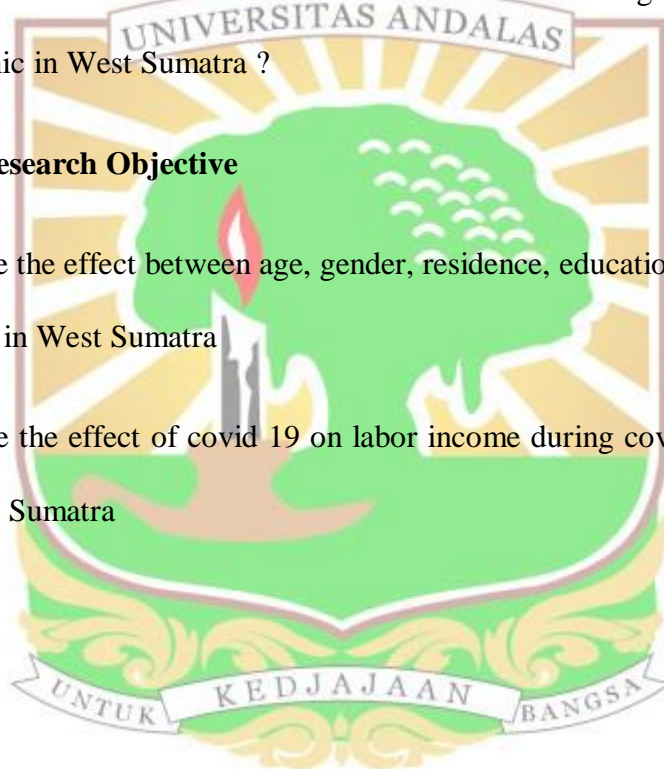 UNIVERSITAS ANDALAS
ic in West Sumatra ?
esearch Objective
e the effect between age, gender, residence, educatio
in West Sumatra
e the effect of covid 19 on labor income during cov
Sumatra
UNTUK KEDJAJAAN BANGSA